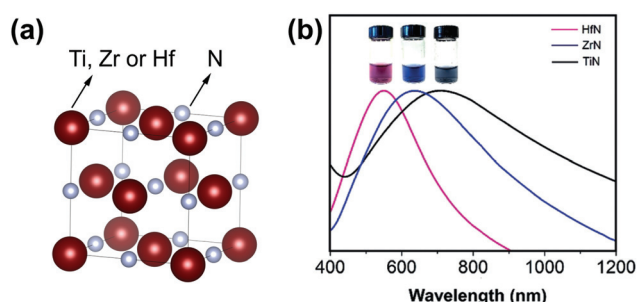 (a)
Ti, Zr or Hf
N
(b)
HfN
ZrN
TiN
400 600 800 1000 1200
Wavelength (nm)